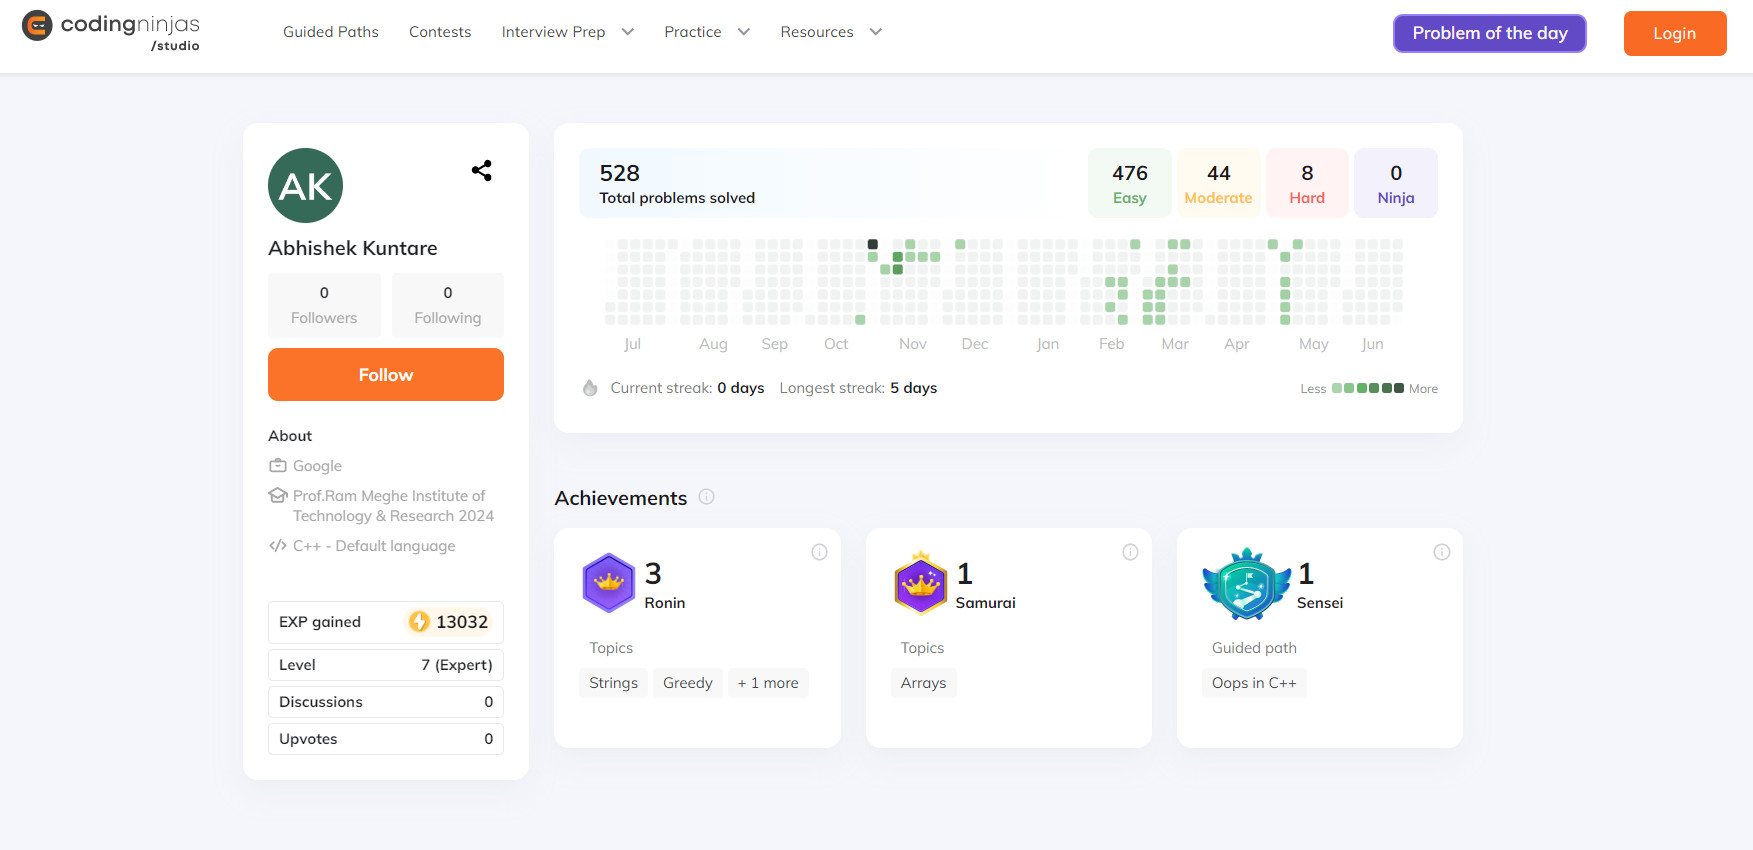 codingninjas
/studio
Guided Paths Contests Interview Prep Practice Resources
Problem of the day
Login
AK
Abhishek Kuntare
0
Followers
0
Following
Follow
About
Google
Prof.Ram Meghe Institute of
Technology & Research 2024
C++ - Default language
EXP gained 13032
Level 7 (Expert)
Discussions 0
Upvotes 0
528
Total problems solved
476
Easy
44
Moderate
8
Hard
0
Ninja
Jul Aug Sep Oct Nov Dec Jan Feb Mar Apr May Jun
Current streak: 0 days Longest streak: 5 days
Less More
Achievements
3
Ronin
Topics
Strings Greedy + 1 more
1
Samurai
Topics
Arrays
1
Sensei
Guided path
Oops in C++